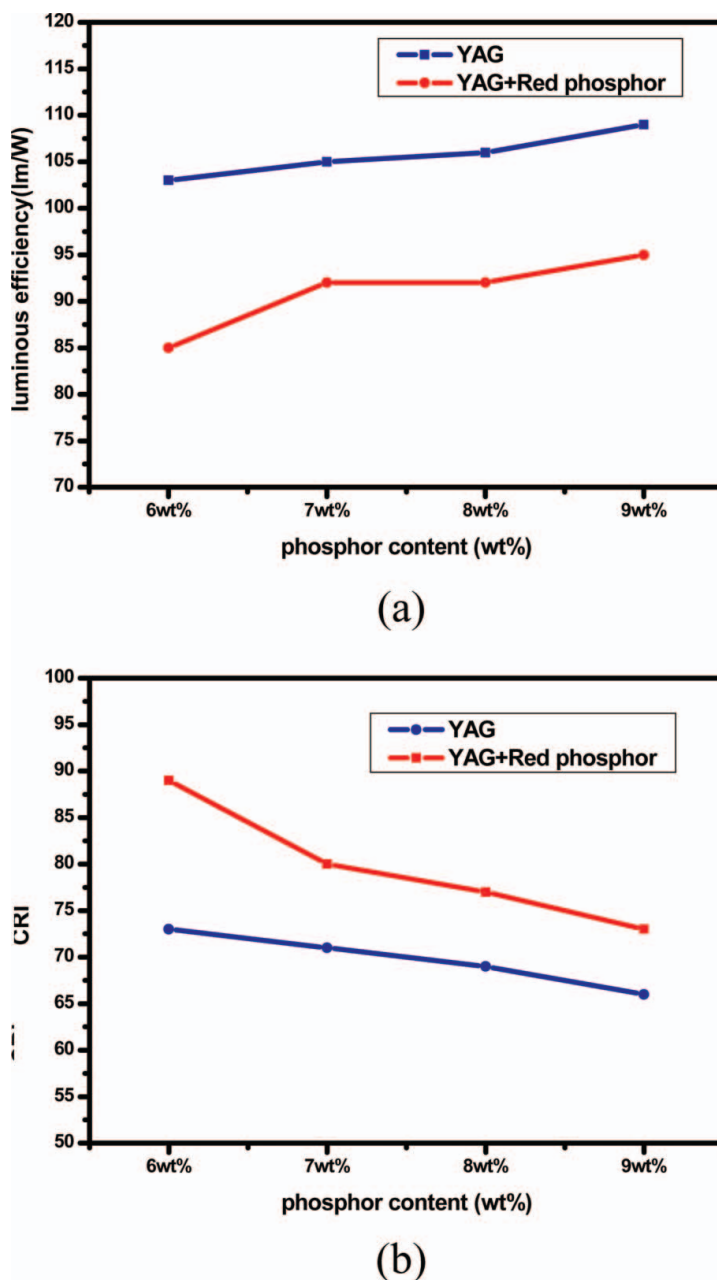 120
115
110
105
100
95
90
85
80
75
70
luminous efficiency(lm/W)
YAG
YAG+Red phosphor
6wt%
7wt%
8wt%
9wt%
phosphor content (wt%)
(a)
100
95
90
85
80
75
70
65
60
55
50
CRI
YAG
YAG+Red phosphor
6wt%
7wt%
8wt%
9wt%
phosphor content (wt%)
(b)